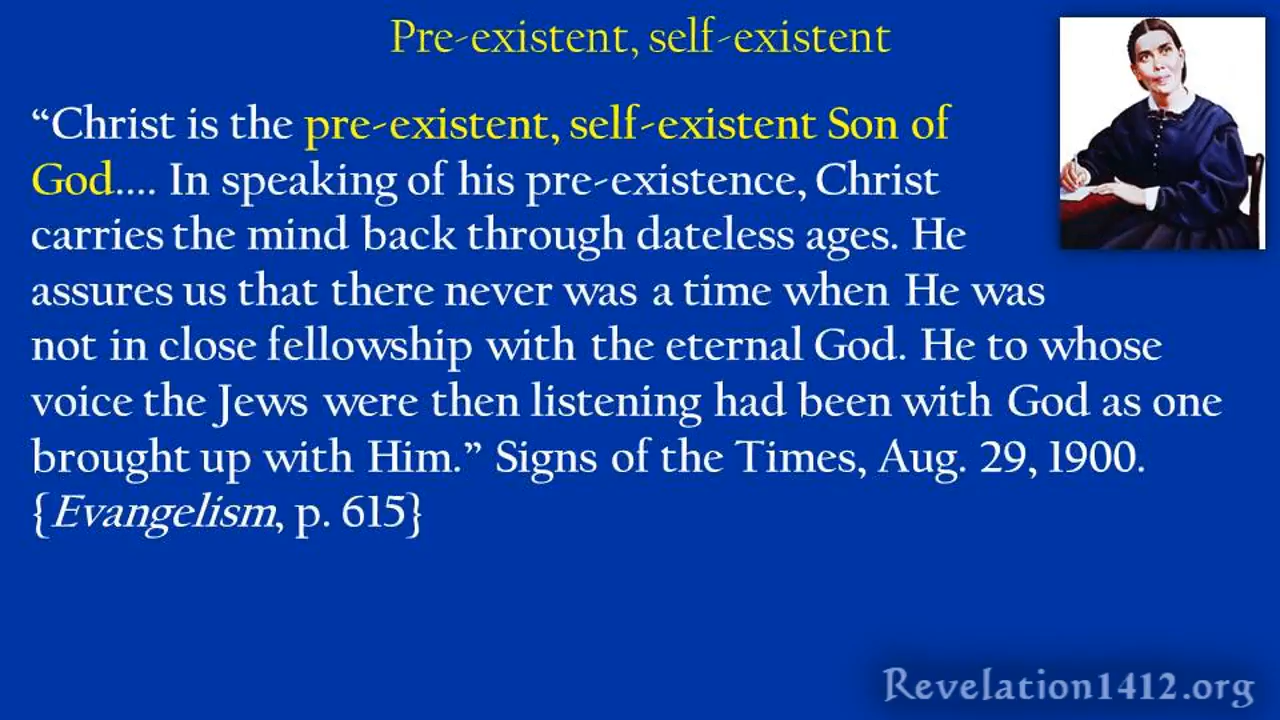 Pre-existent, self-existent
“Christ is the pre-existent, self-existent Son of
God.... In speaking of his pre-existence, Christ
carries the mind back through dateless ages. He
assures us that there never was a time when He was
not in close fellowship with the eternal God. He to whose
voice the Jews were then listening had been with God as one
brought up with Him.” Signs of the Times, Aug. 29, 1900.
{Evangelism, p. 615}
Revelation1412.org